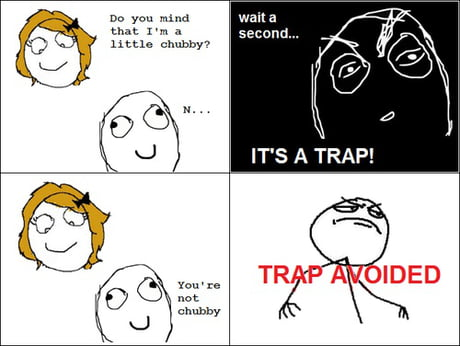 Do you mind
that I'm a
little chubby?
N...
wait a
second...
IT'S A TRAP!
You're
not
chubby
TRAP AVOIDED